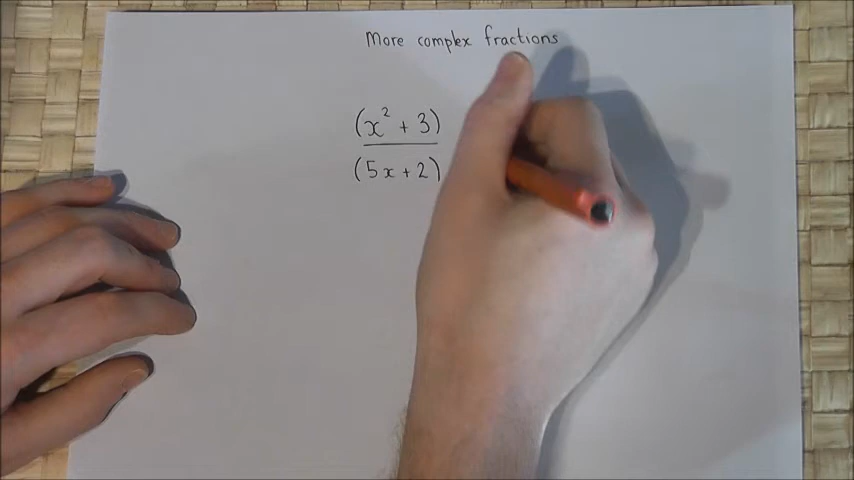 More complex fractions
(x² + 3)
(5x + 2)